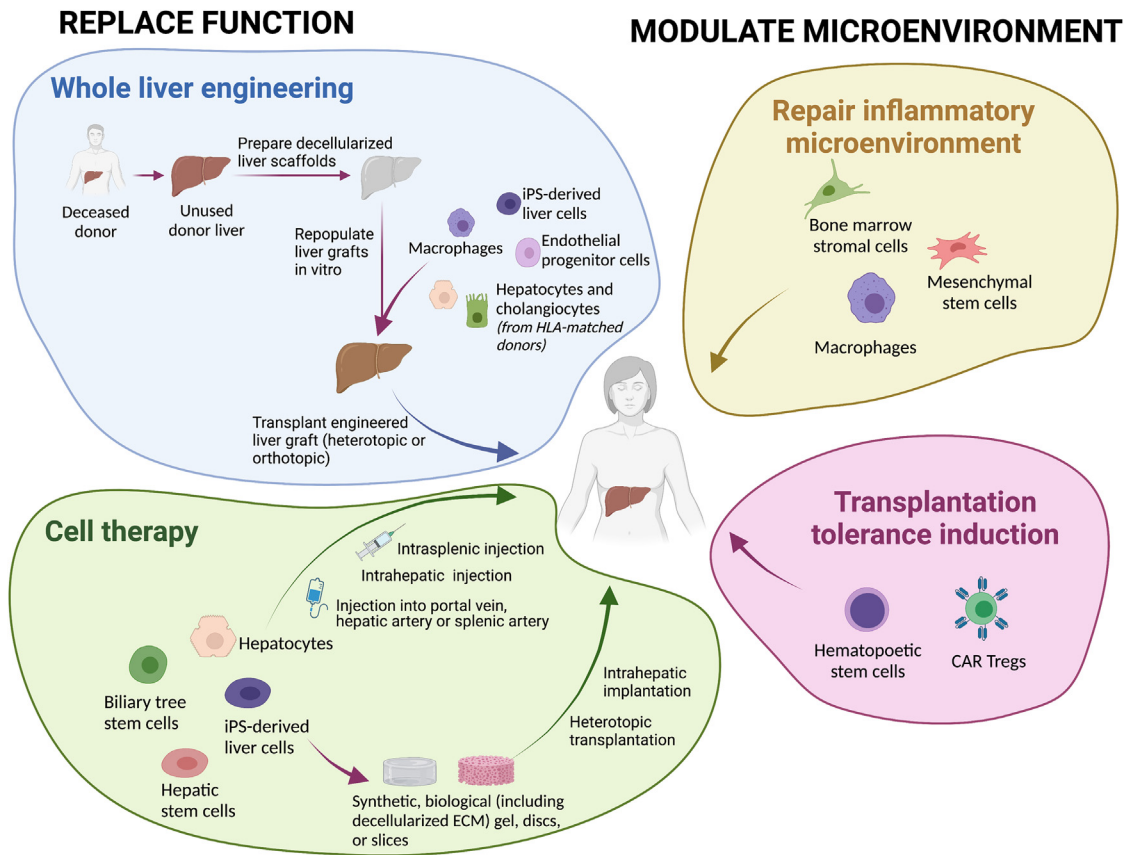 REPLACE FUNCTION
MODULATE MICROENVIRONMENT
Whole liver engineering
Deceased
donor
Unused
donor liver
Prepare decellularized
liver scaffolds
Repopulate
liver grafts
in vitro
Macrophages
iPS-derived
liver cells
Endothelial
progenitor cells
Hepatocytes and
cholangiocytes
(from HLA-matched
donors)
Transplant engineered
liver graft (heterotopic or
orthotopic)
Repair inflammatory
microenvironment
Bone marrow
stromal cells
Mesenchymal
stem cells
Macrophages
Cell therapy
Intrasplenic injection
Intrahepatic injection
Injection into portal vein,
hepatic artery or splenic artery
Hepatocytes
Biliary tree
stem cells
iPS-derived
liver cells
Hepatic
stem cells
Synthetic, biological (including
decellularized ECM) gel, discs,
or slices
Intrahepatic
implantation
Heterotopic
transplantation
Transplantation
tolerance induction
Hematopoetic
stem cells
CAR Tregs